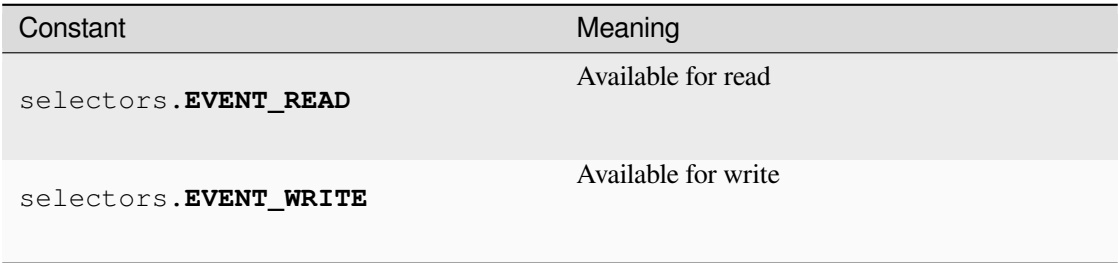 Constant Meaning
selectors.EVENT_READ Available for read
selectors.EVENT_WRITE Available for write